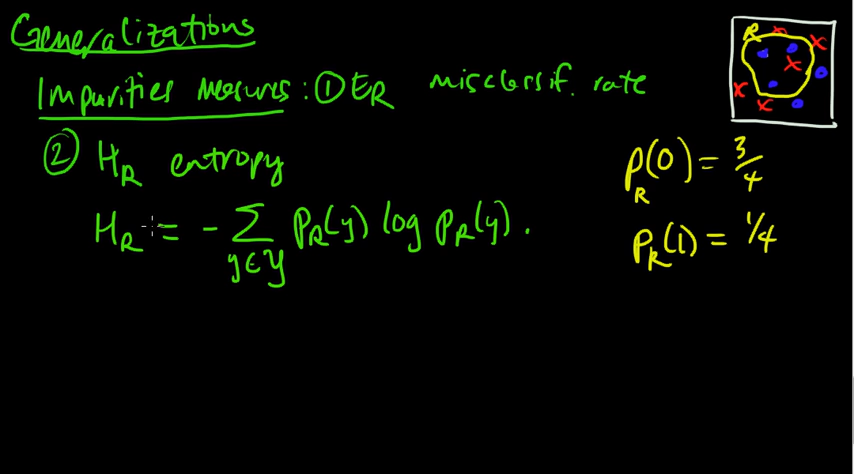 Generalizations
Impurities Measures: ① E_R misclassif. rate
② H_R entropy
H_R = - ∑_{y∈𝒴} P_R(y) log P_R(y).
R
P_R(0) = 3/4
P_R(1) = 1/4